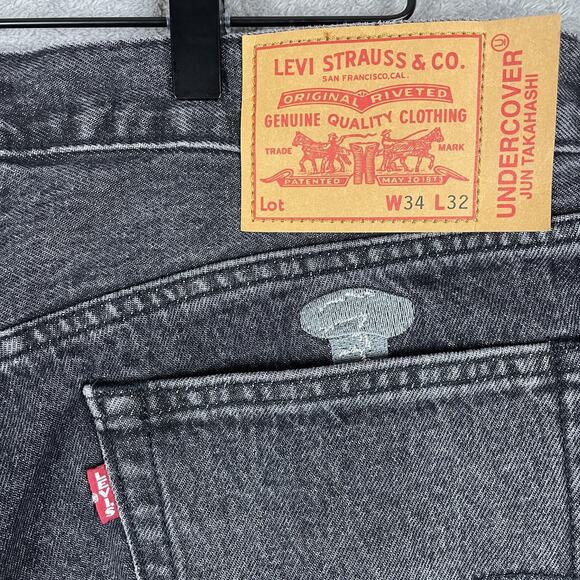 LEVI STRAUSS & CO.
SAN FRANCISCO, CAL.
ORIGINAL RIVETED
GENUINE QUALITY CLOTHING
TRADE MARK
PATENTED MAY 20 1873
Lot W34 L32
UNDERCOVER
JUN TAKAHASHI
U
LEVI'S